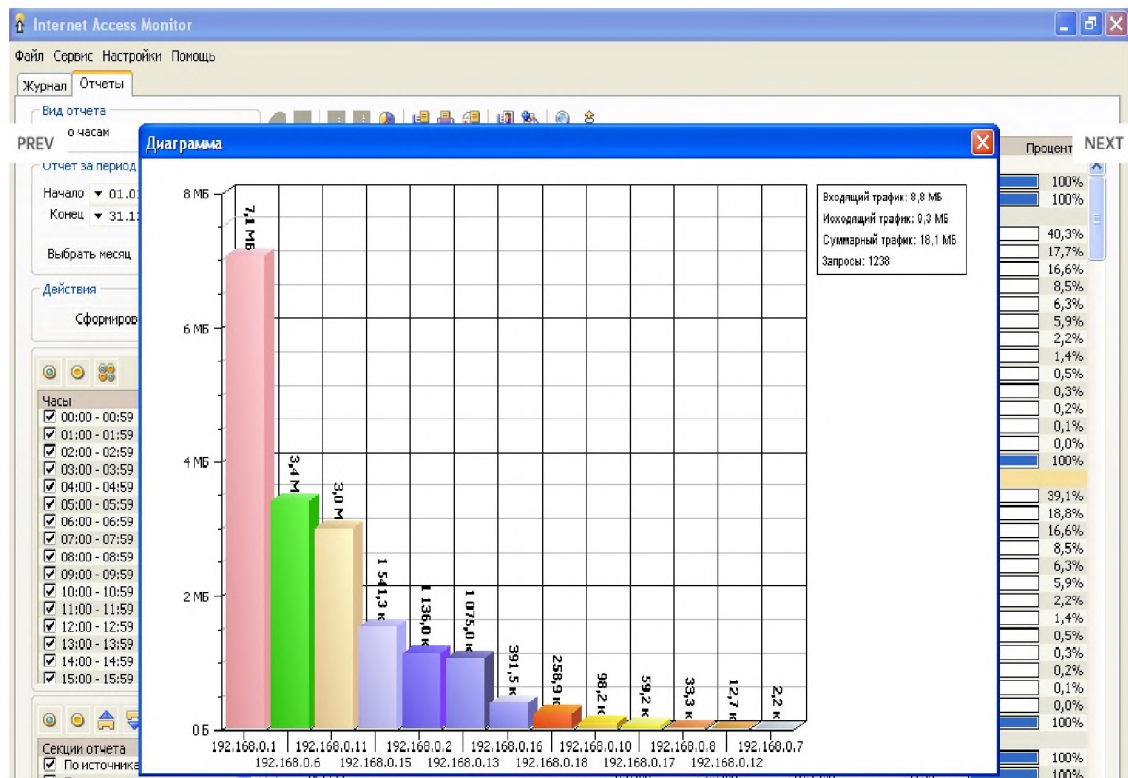 Internet Access Monitor
Файл Сервис Настройки Помощь
Журнал Отчеты
Вид отчета
о часам
PREV
NEXT
Диаграмма
Процент
Отчет за период
Начало 01.0
Конец 31.1
Выбрать месяц
Действия
Сформиров
Часы
00:00 - 00:59
01:00 - 01:59
02:00 - 02:59
03:00 - 03:59
04:00 - 04:59
05:00 - 05:59
06:00 - 06:59
07:00 - 07:59
08:00 - 08:59
09:00 - 09:59
10:00 - 10:59
11:00 - 11:59
12:00 - 12:59
13:00 - 13:59
14:00 - 14:59
15:00 - 15:59
Секции отчета
По источника
8 МБ
6 МБ
4 МБ
2 МБ
0 Б
7,1 МБ
3,4 М
3,0 М
1 541,3 к
1 136,0 к
1 075,0 к
391,5 к
258,9 к
98,2 к
59,2 к
33,3 к
12,7 к
2,2 к
192.168.0.1
192.168.0.6
192.168.0.11
192.168.0.15
192.168.0.2
192.168.0.13
192.168.0.16
192.168.0.18
192.168.0.10
192.168.0.17
192.168.0.8
192.168.0.12
192.168.0.7
Входящий трафик: 8,8 МБ
Исходящий трафик: 9,3 МБ
Суммарный трафик: 18,1 МБ
Запросы: 1238
100%
100%
40,3%
17,7%
16,6%
8,5%
6,3%
5,9%
2,2%
1,4%
0,5%
0,3%
0,2%
0,1%
0,0%
100%
39,1%
18,8%
16,6%
8,5%
6,3%
5,9%
2,2%
1,4%
0,5%
0,3%
0,2%
0,1%
0,0%
100%
100%
100%